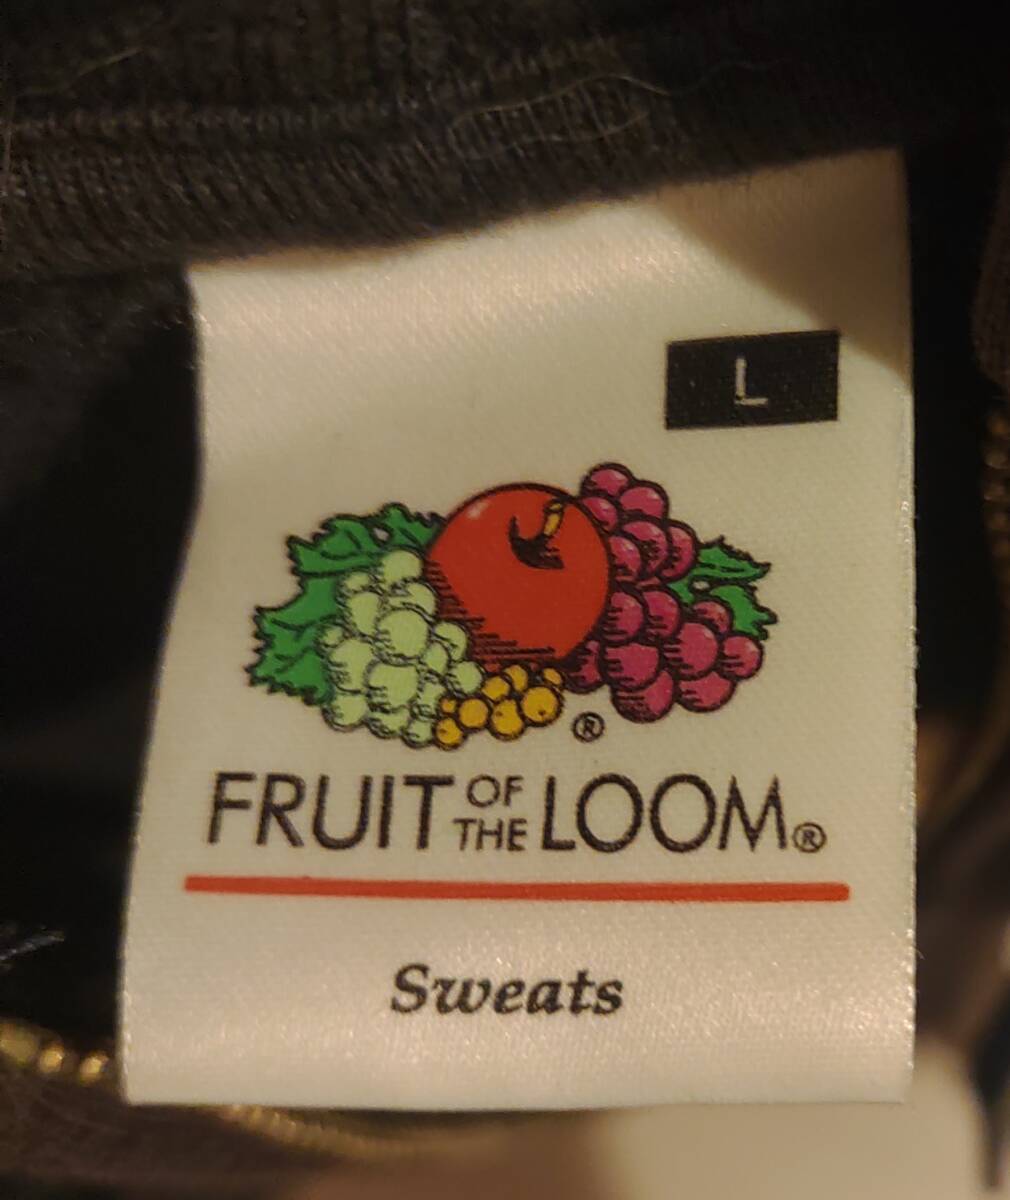 L
®
FRUIT OF THE LOOM®
Sweats